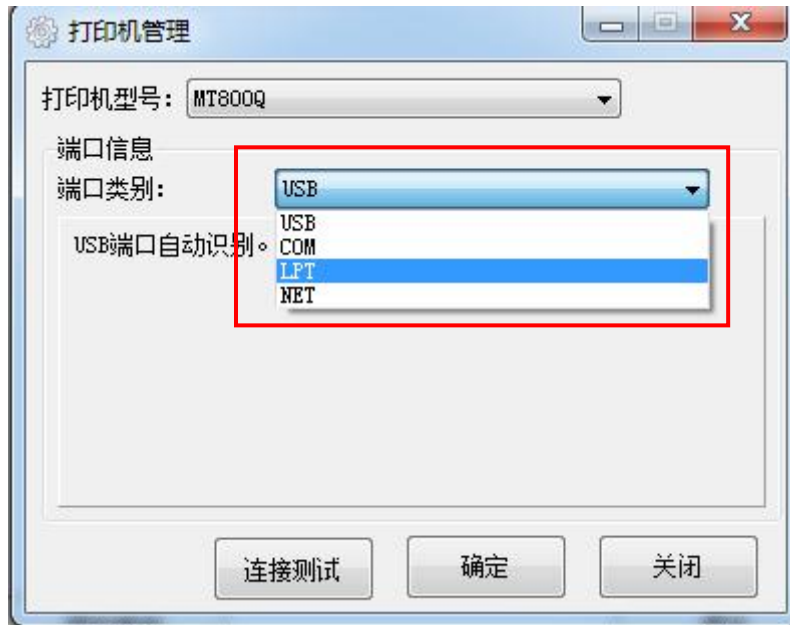 打印机管理
打印机型号: MT800Q
端口信息
端口类别: USB
USB
USB端口自动识别。
COM
LPT
NET
连接测试 确定 关闭